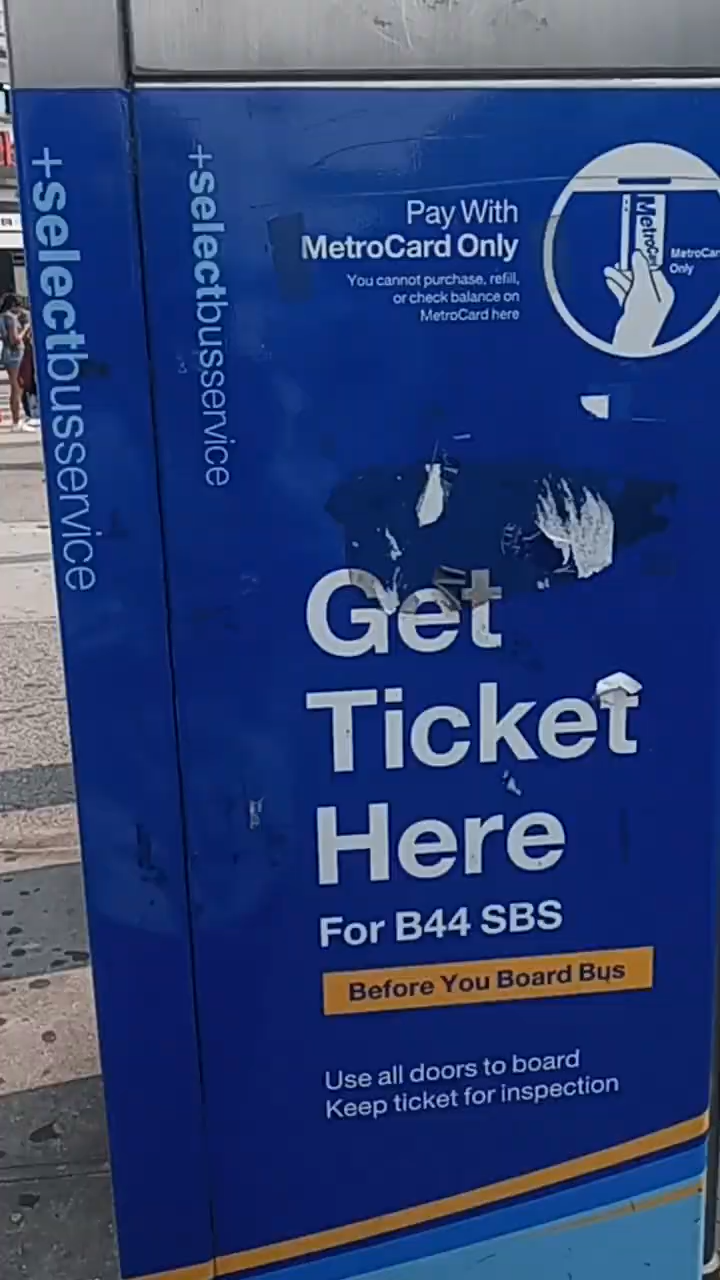 +selectbusservice
+selectbusservice
Pay With
MetroCard Only
You cannot purchase, refill,
or check balance on
MetroCard here
MetroCard
MetroCar
Only
Get
Ticket
Here
For B44 SBS
Before You Board Bus
Use all doors to board
Keep ticket for inspection